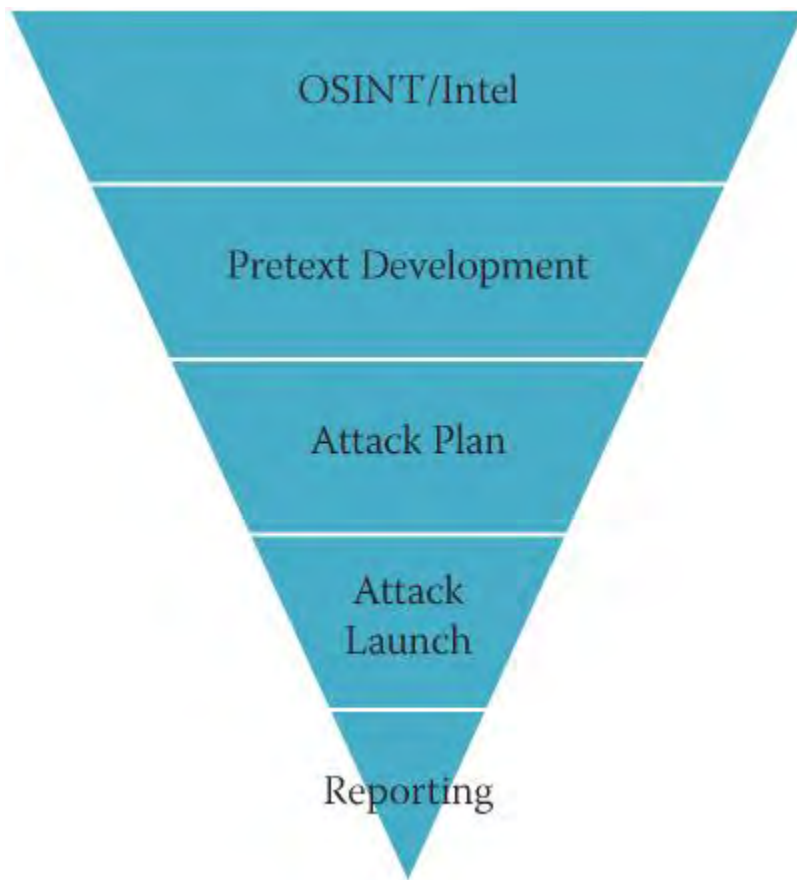 OSINT/Intel
Pretext Development
Attack Plan
Attack
Launch
Reporting